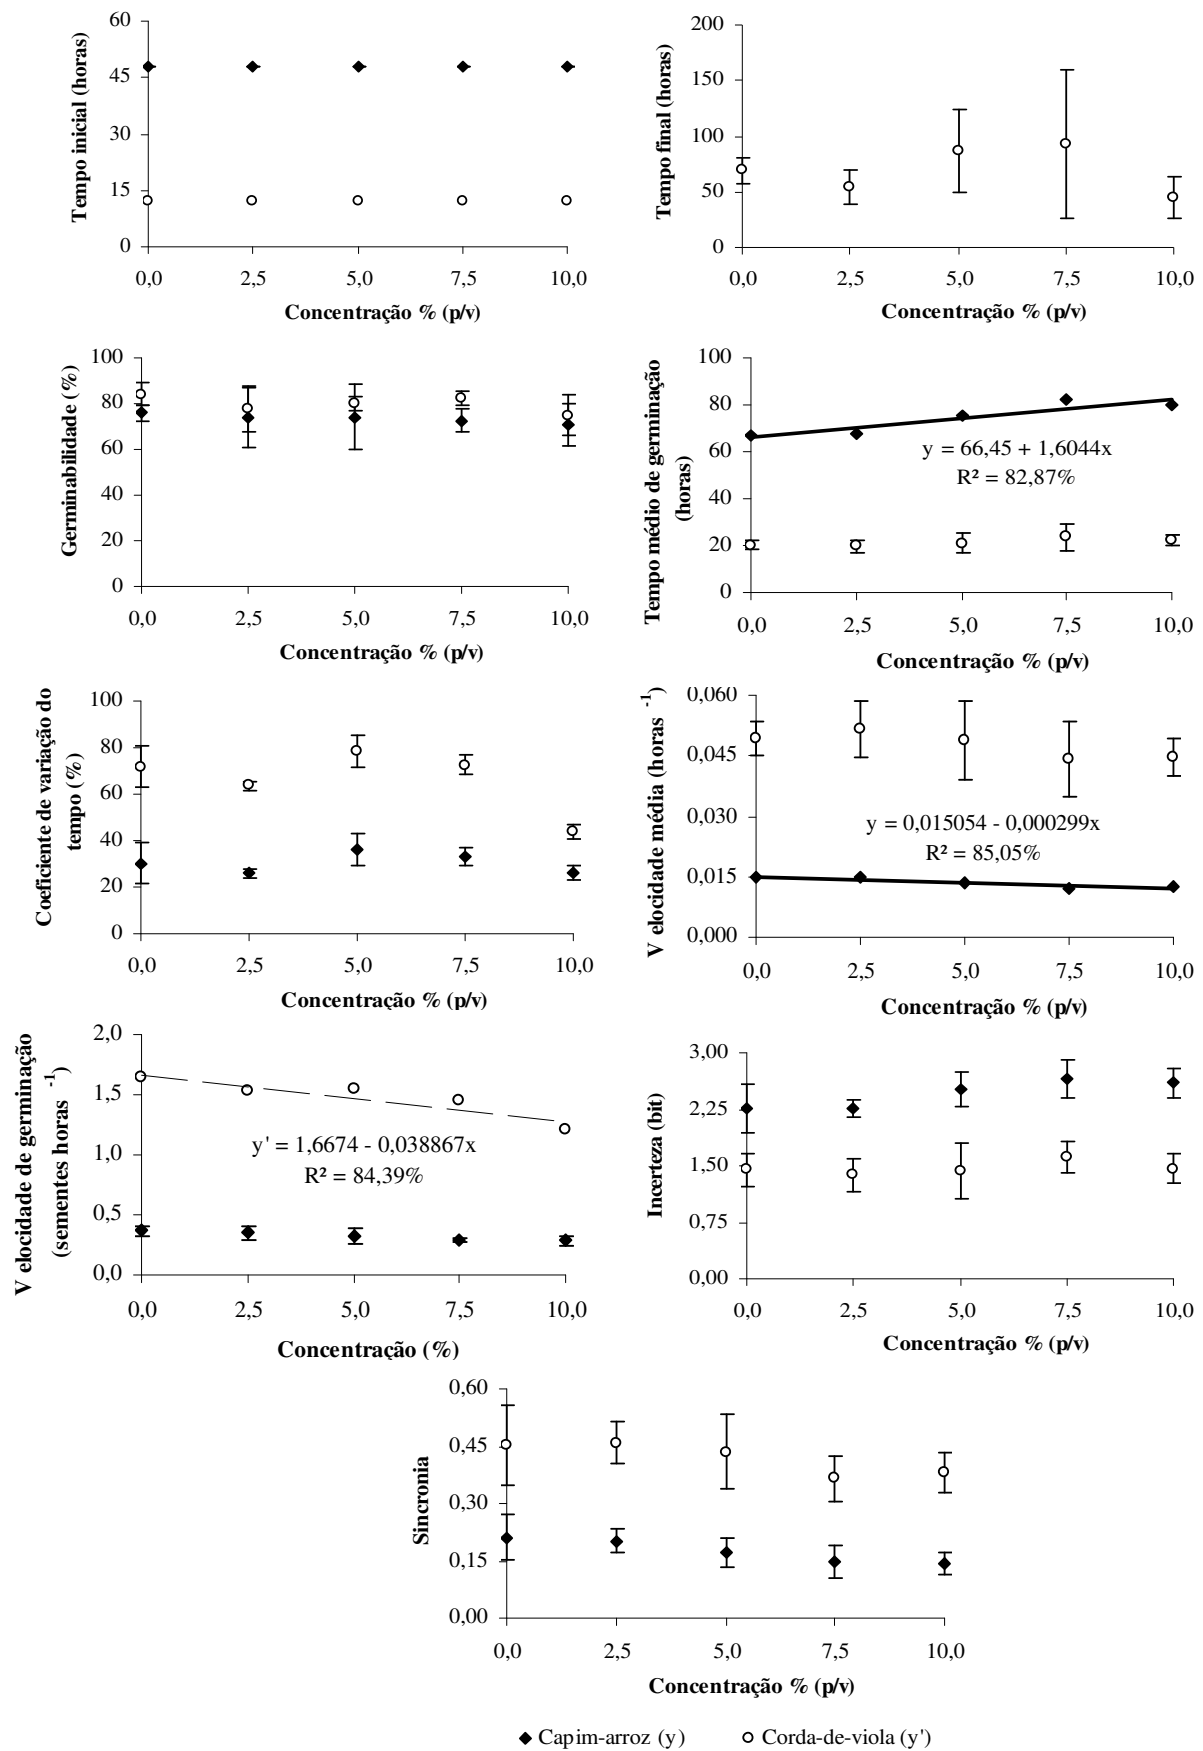 Tempo inicial (horas)
60
45
30
15
0
0,0 2,5 5,0 7,5 10,0
Concentração % (p/v)
Tempo final (horas)
200
150
100
50
0
0,0 2,5 5,0 7,5 10,0
Concentração % (p/v)
Germinabilidade (%)
100
80
60
40
20
0
0,0 2,5 5,0 7,5 10,0
Concentração % (p/v)
Tempo médio de germinação
(horas)
100
80
60
40
20
0
y = 66,45 + 1,6044x
R² = 82,87%
0,0 2,5 5,0 7,5 10,0
Concentração % (p/v)
Coeficiente de variação do
tempo (%)
100
80
60
40
20
0
0,0 2,5 5,0 7,5 10,0
Concentração % (p/v)
V elocidade média (horas -1)
0,060
0,045
0,030
0,015
0,000
y = 0,015054 - 0,000299x
R² = 85,05%
0,0 2,5 5,0 7,5 10,0
Concentração % (p/v)
V elocidade de germinação
(sementes horas -1)
2,0
1,5
1,0
0,5
0,0
y' = 1,6674 - 0,038867x
R² = 84,39%
0,0 2,5 5,0 7,5 10,0
Concentração (%)
Incerteza (bit)
3,00
2,25
1,50
0,75
0,00
0,0 2,5 5,0 7,5 10,0
Concentração % (p/v)
Sincronia
0,60
0,45
0,30
0,15
0,00
0,0 2,5 5,0 7,5 10,0
Concentração % (p/v)
Capim-arroz (y) Corda-de-viola (y')